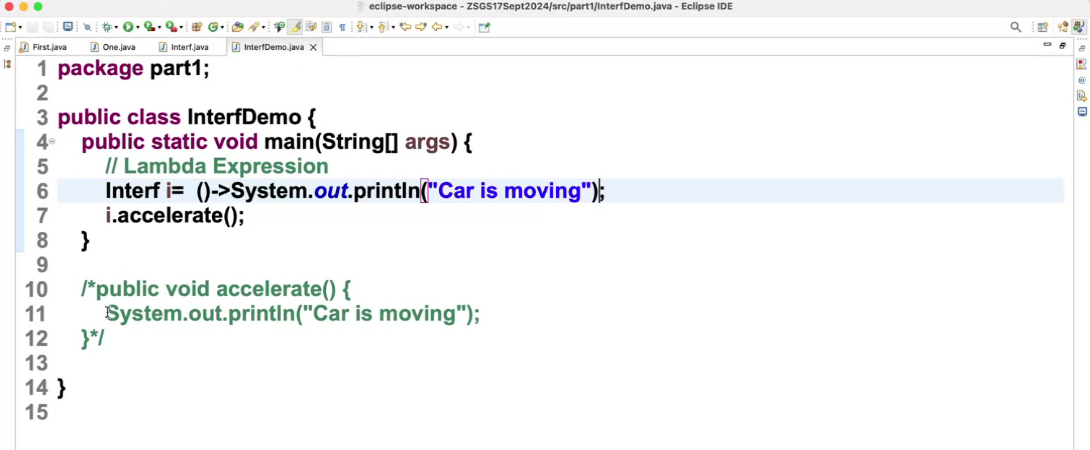 eclipse-workspace - ZSGS17Sept2024/src/part1/InterfDemo.java - Eclipse IDE
First.java
One.java
Interf.java
InterfDemo.java
1 package part1;
2
3 public class InterfDemo {
4 public static void main(String[] args) {
5 // Lambda Expression
6 Interf i= ()->System.out.println("Car is moving");
7 i.accelerate();
8 }
9
10 /*public void accelerate() {
11 System.out.println("Car is moving");
12 }*/
13
14 }
15